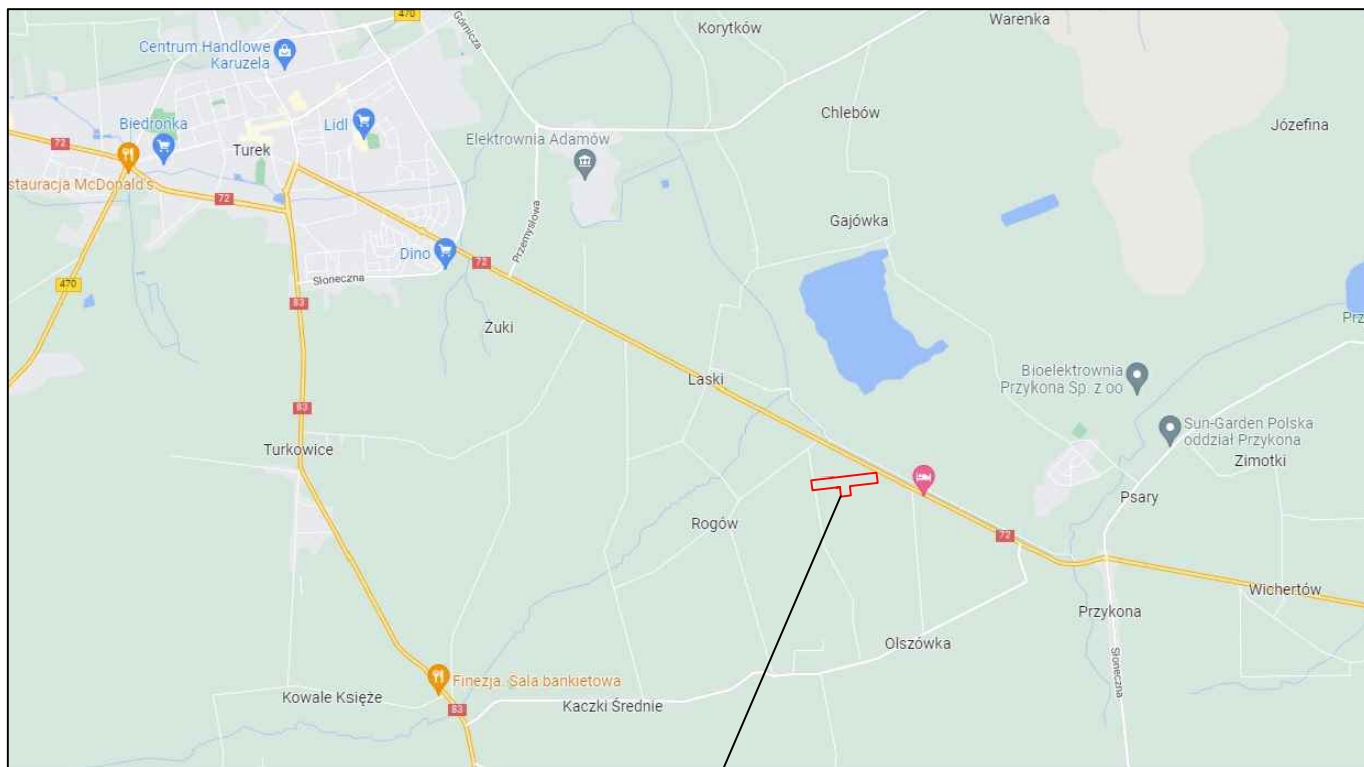 470
Górnicza
Korytków
Warenka
Centrum Handlowe
Karuzela
Chlebów
Józefina
Biedronka
Lidl
Elektrownia Adamów
72
Turek
stauracja McDonald's
72
Przemysłowa
Gajówka
Dino
72
Słoneczna
470
83
Prz
Żuki
Laski
Bioelektrownia
Przykona Sp. z oo
83
Sun-Garden Polska
oddział Przykona
Turkowice
Zimotki
Psary
Rogów
72
Wichertów
Przykona
Olszówka
Słoneczna
Finezja. Sala bankietowa
Kowale Księże
Kaczki Średnie
83